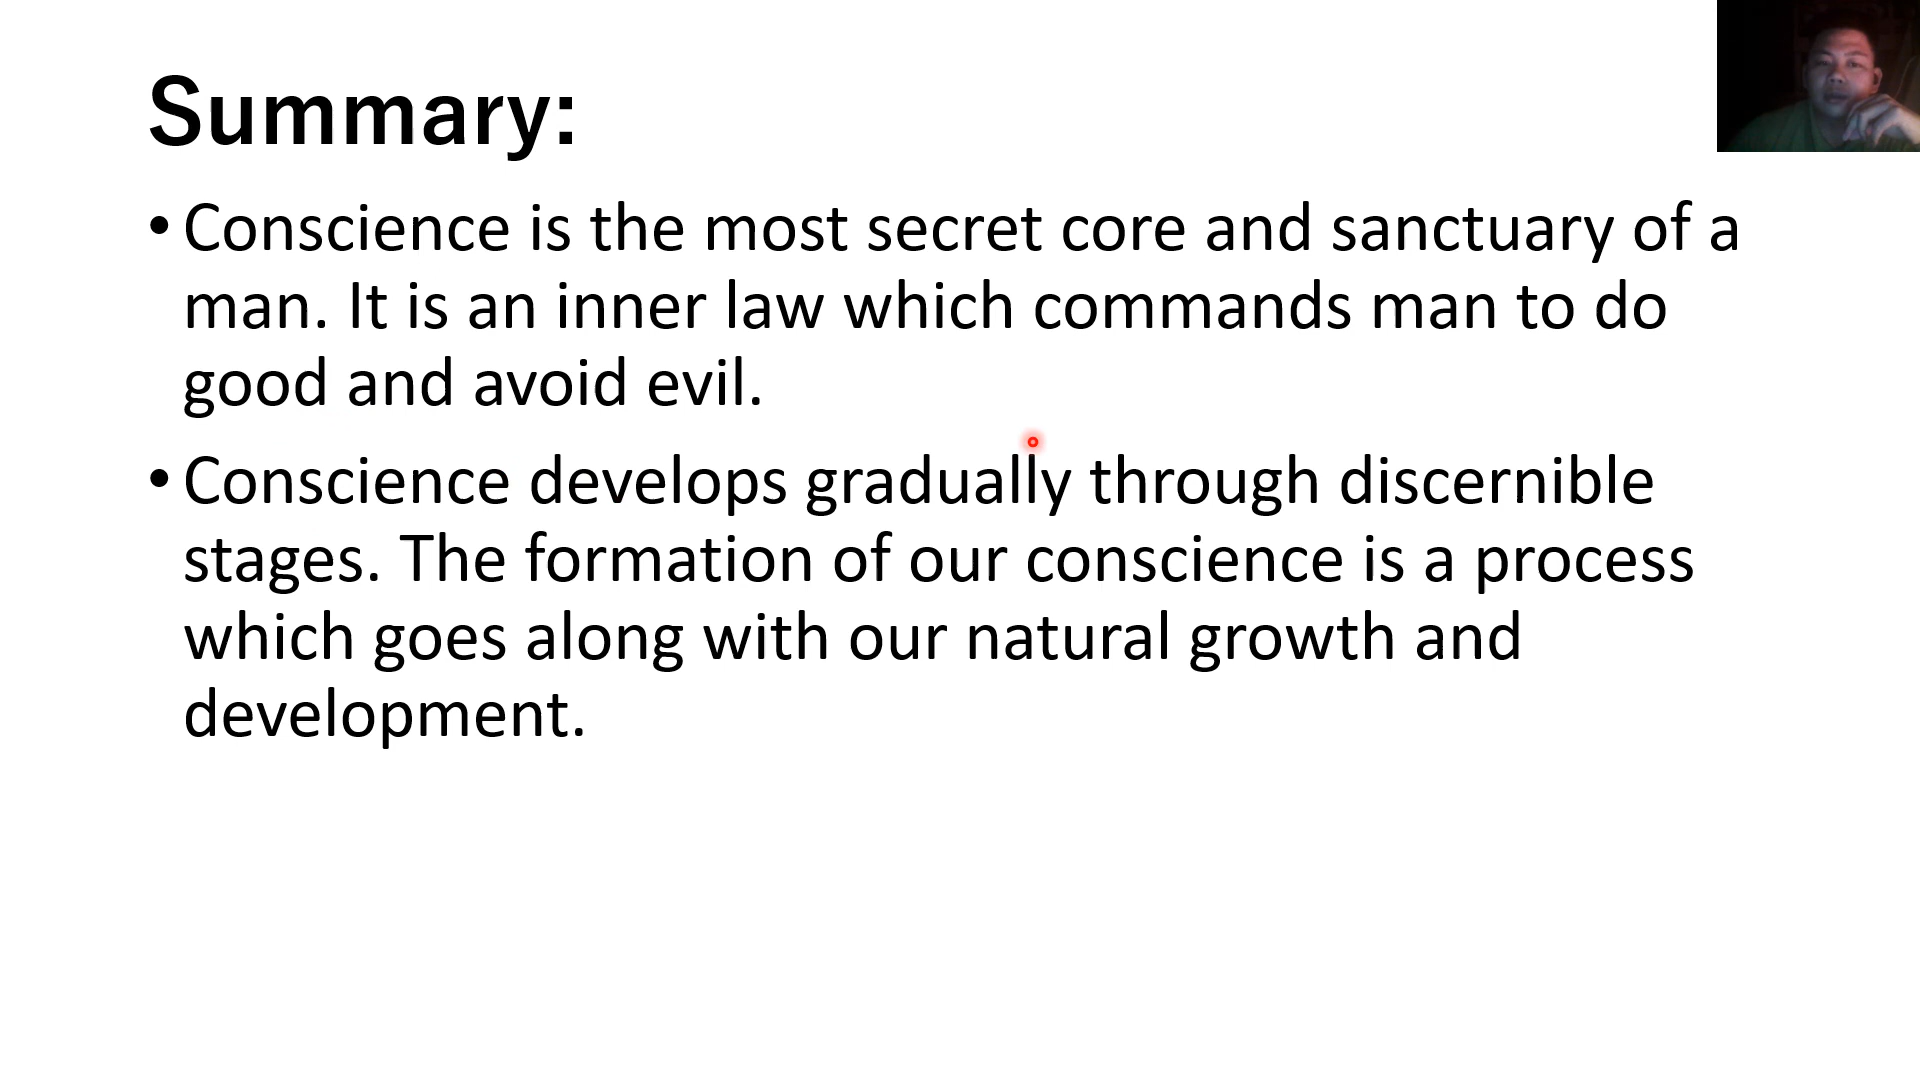 Summary:
• Conscience is the most secret core and sanctuary of a
man. It is an inner law which commands man to do
good and avoid evil.
• Conscience develops gradually through discernible
stages. The formation of our conscience is a process
which goes along with our natural growth and
development.